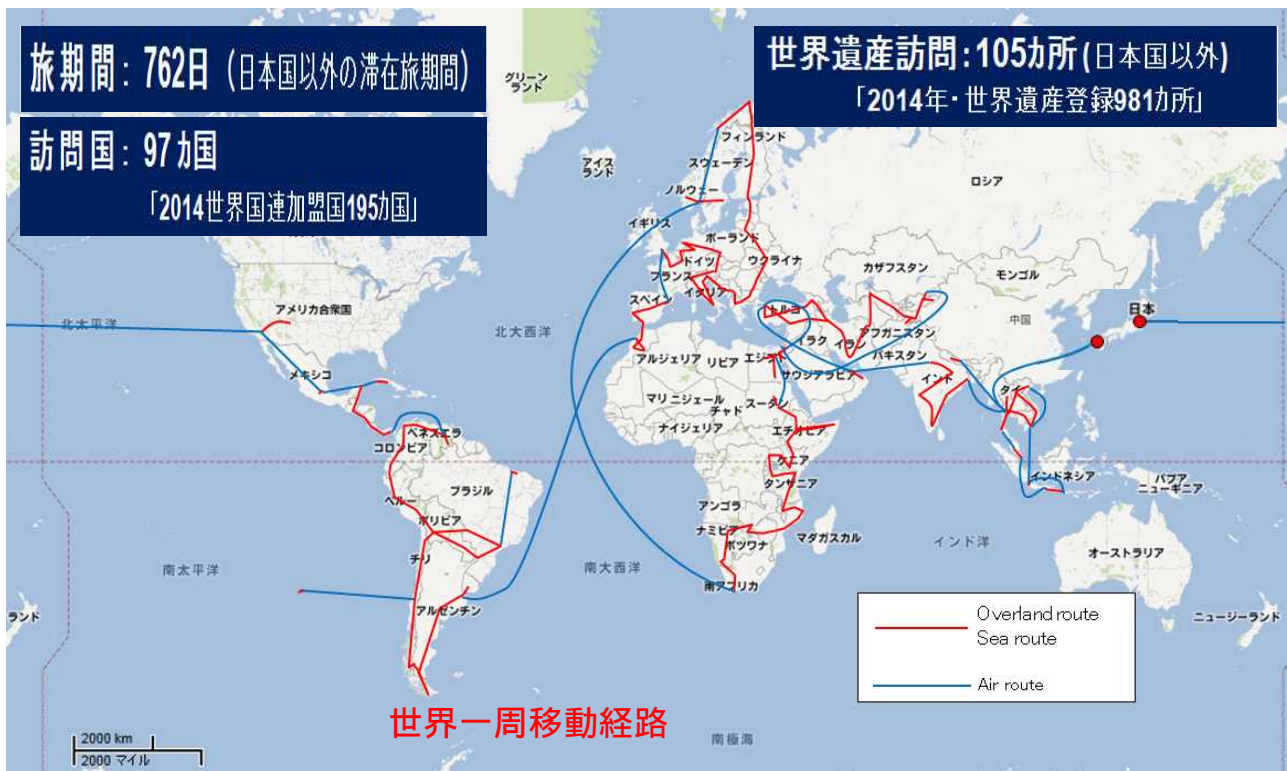 旅期間：762日（日本国以外の滞在旅期間）
訪問国：97カ国
「2014世界国連加盟国195カ国」
世界遺産訪問：105カ所(日本国以外)
「2014年・世界遺産登録981カ所」
グリーン
ランド
アイス
ランド
フィンランド
スウェーデン
ノルウェー
ロシア
イギリス
ポーランド
ドイツ
ウクライナ
フランス
カザフスタン
モンゴル
イタリア
スペイン
トルコ
アメリカ合衆国
北太平洋
北大西洋
日本
中国
アフガニスタン
イラク
イラン
パキスタン
アルジェリア
リビア
エジプト
サウジアラビア
インド
メキシコ
マリ
ニジェール
チャド
スーダン
タイ
ナイジェリア
エチオピア
ベネズエラ
コロンビア
ケニア
タンザニア
インドネシア
パプア
ニューギニア
ブラジル
ペルー
ボリビア
アンゴラ
ナミビア
ボツワナ
マダガスカル
インド洋
オーストラリア
チリ
南太平洋
南大西洋
南アフリカ
アルゼンチン
ランド
ニュージーランド
Overland route
Sea route
Air route
世界一周移動経路
2000 km
2000 マイル
南極海